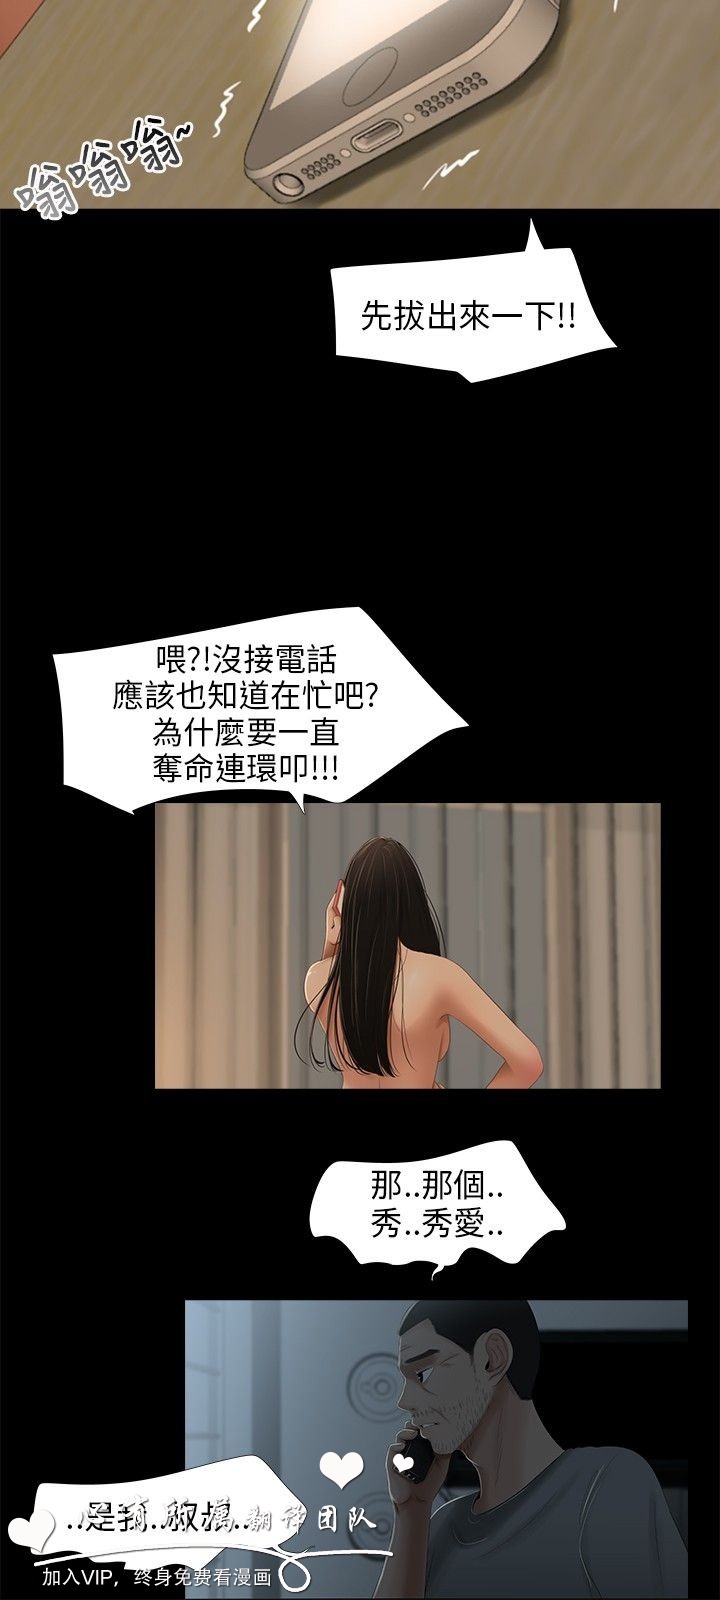 嗡嗡嗡~
先拔出來一下!!
喂?!沒接電話
應該也知道在忙吧?
為什麼要一直
奪命連環叩!!!
那..那個..
秀..秀愛..
翻译团队
加入VIP，终身免费看漫画